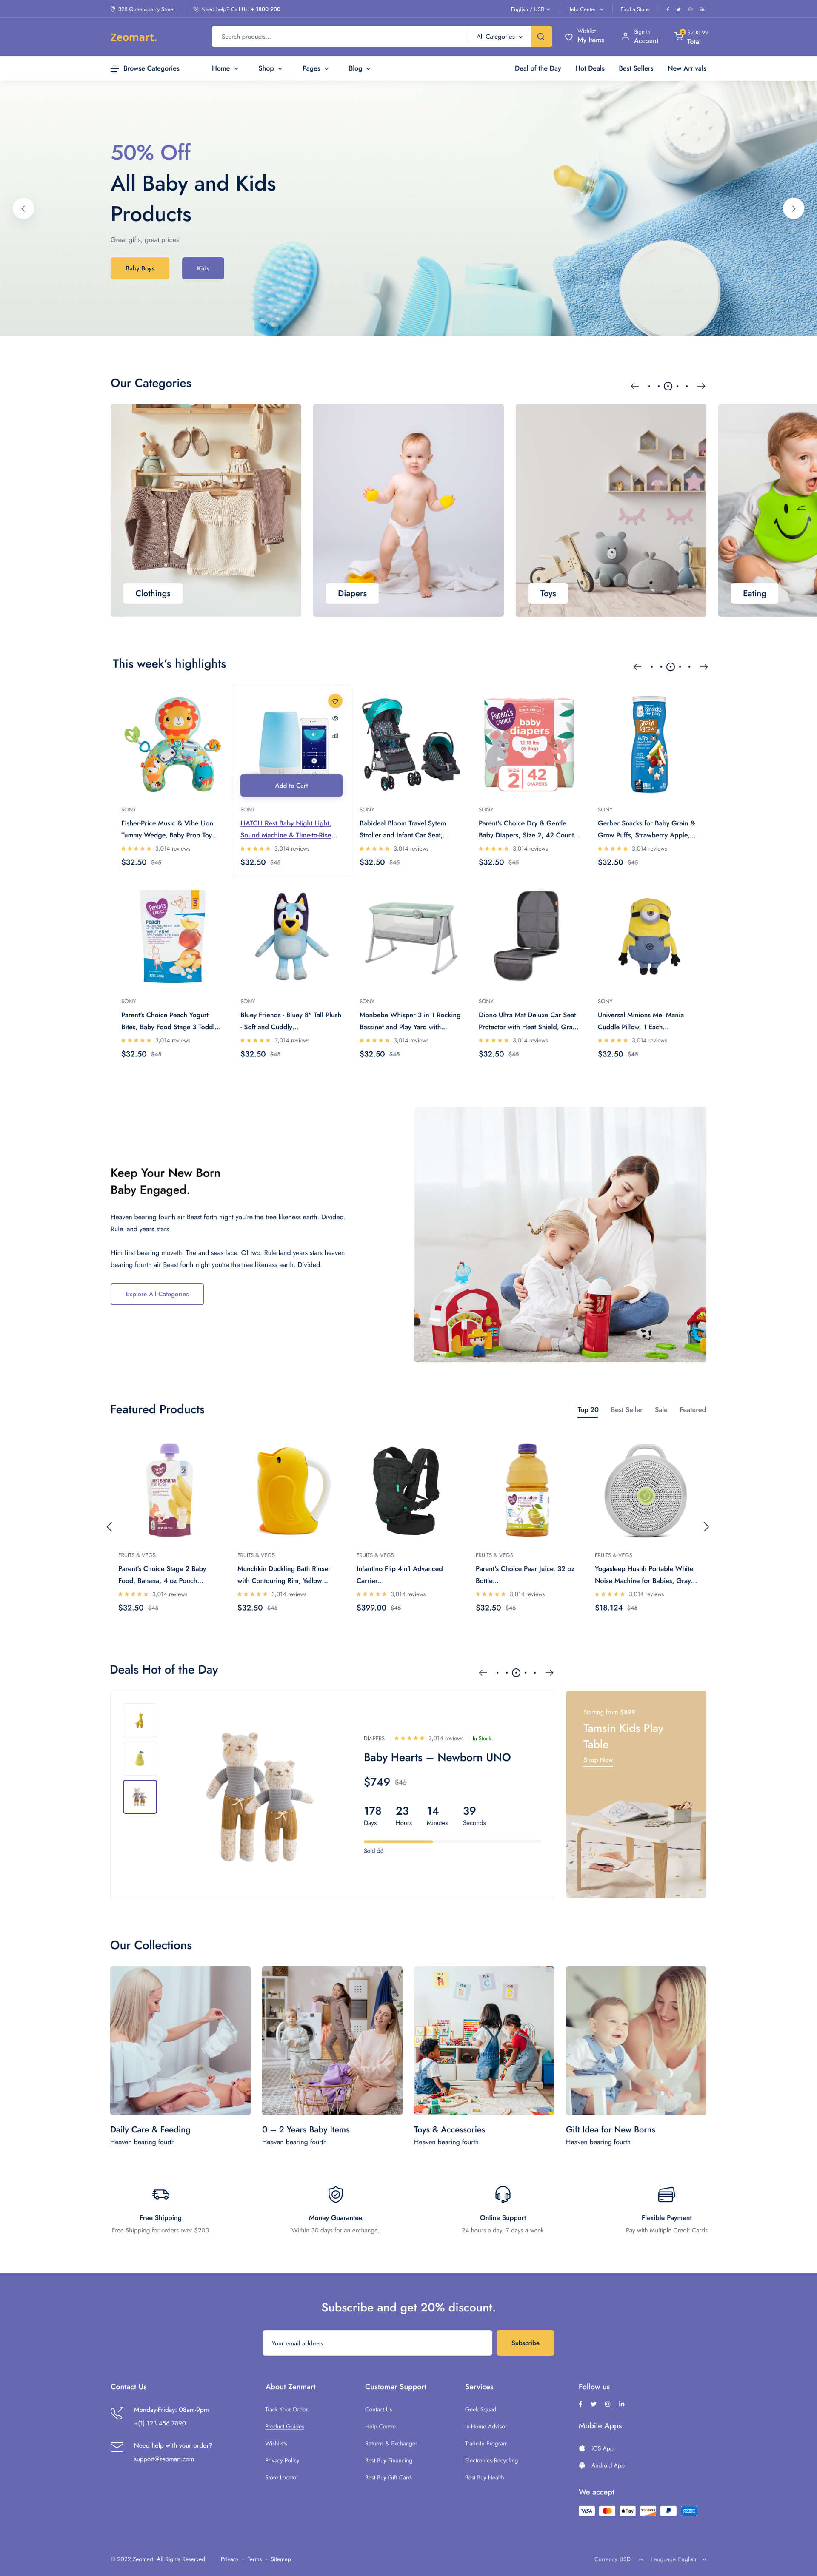 328 Queensberry Street
Need help? Call Us: + 1800 900
English / USD
Help Center
Find a Store
Zeomart.
Search products...
All Categories
Wishlist
My Items
Sign In
Account
$200.99
Total
Browse Categories
Home
Shop
Pages
Blog
Deal of the Day
Hot Deals
Best Sellers
New Arrivals
50% Off
All Baby and Kids
Products
Great gifts, great prices!
Baby Boys
Kids
Our Categories
Clothings
Diapers
Toys
Eating
This week's highlights
Add to Cart
Parent's Choice
baby diapers
SIZE 2
42 DIAPERS
Gerber Snacks
SONY
Fisher-Price Music & Vibe Lion
Tummy Wedge, Baby Prop Toy...
3,014 reviews
$32.50 $45
SONY
HATCH Rest Baby Night Light,
Sound Machine & Time-to-Rise...
3,014 reviews
$32.50 $45
SONY
Babideal Bloom Travel Sytem
Stroller and Infant Car Seat,...
3,014 reviews
$32.50 $45
SONY
Parent's Choice Dry & Gentle
Baby Diapers, Size 2, 42 Count...
3,014 reviews
$32.50 $45
SONY
Gerber Snacks for Baby Grain &
Grow Puffs, Strawberry Apple,...
3,014 reviews
$32.50 $45
SONY
Parent's Choice Peach Yogurt
Bites, Baby Food Stage 3 Toddl...
3,014 reviews
$32.50 $45
SONY
Bluey Friends - Bluey 8" Tall Plush
- Soft and Cuddly...
3,014 reviews
$32.50 $45
SONY
Monbebe Whisper 3 in 1 Rocking
Bassinet and Play Yard with...
3,014 reviews
$32.50 $45
SONY
Diono Ultra Mat Deluxe Car Seat
Protector with Heat Shield, Gra...
3,014 reviews
$32.50 $45
SONY
Universal Minions Mel Mania
Cuddle Pillow, 1 Each...
3,014 reviews
$32.50 $45
Keep Your New Born
Baby Engaged.
Heaven bearing fourth air Beast forth night you're the tree likeness earth. Divided.
Rule land years stars
Him first bearing moveth. The and seas face. Of two. Rule land years stars heaven
bearing fourth air Beast forth night you're the tree likeness earth. Divided.
Explore All Categories
Featured Products
Top 20
Best Seller
Sale
Featured
FRUITS & VEGS
Parent's Choice Stage 2 Baby
Food, Banana, 4 oz Pouch...
3,014 reviews
$32.50 $45
FRUITS & VEGS
Munchkin Duckling Bath Rinser
with Contouring Rim, Yellow...
3,014 reviews
$32.50 $45
FRUITS & VEGS
Infantino Flip 4in1 Advanced
Carrier...
3,014 reviews
$399.00 $45
FRUITS & VEGS
Parent's Choice Pear Juice, 32 oz
Bottle...
3,014 reviews
$32.50 $45
FRUITS & VEGS
Yogasleep Hushh Portable White
Noise Machine for Babies, Gray...
3,014 reviews
$18.124 $45
Deals Hot of the Day
DIAPERS
3,014 reviews
In Stock.
Baby Hearts – Newborn UNO
$749 $45
178 23 14 39
Days Hours Minutes Seconds
Sold 56
Starting from $899.
Tamsin Kids Play
Table
Shop Now
Our Collections
Daily Care & Feeding
Heaven bearing fourth
0 – 2 Years Baby Items
Heaven bearing fourth
Toys & Accessories
Heaven bearing fourth
Gift Idea for New Borns
Heaven bearing fourth
Free Shipping
Free Shipping for orders over $200
Money Guarantee
Within 30 days for an exchange.
Online Support
24 hours a day, 7 days a week
Flexible Payment
Pay with Multiple Credit Cards
Subscribe and get 20% discount.
Your email address
Subscribe
Contact Us
Monday-Friday: 08am-9pm
+(1) 123 456 7890
Need help with your order?
support@zeomart.com
About Zenmart
Track Your Order
Product Guides
Wishlists
Privacy Policy
Store Locator
Customer Support
Contact Us
Help Centre
Returns & Exchanges
Best Buy Financing
Best Buy Gift Card
Services
Geek Squad
In-Home Advisor
Trade-In Program
Electronics Recycling
Best Buy Health
Follow us
Mobile Apps
iOS App
Android App
We accept
VISA
Pay
DISCOVER
© 2022 Zeomart. All Rights Reserved
Privacy · Terms · Sitemap
Currency USD
Language English